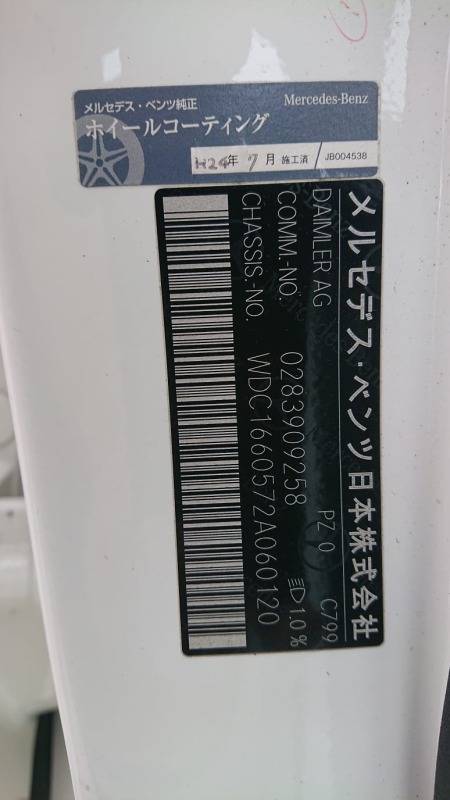 メルセデス・ベンツ純正
Mercedes-Benz
ホイールコーティング
H24年 7月 施工済 / JB004538
メルセデス・ベンツ日本株式会社
DAIMLER AG PZ 0 C799
COMM.-NO. 0283909258 1.0%
CHASSIS.-NO. WDC1660572A060120